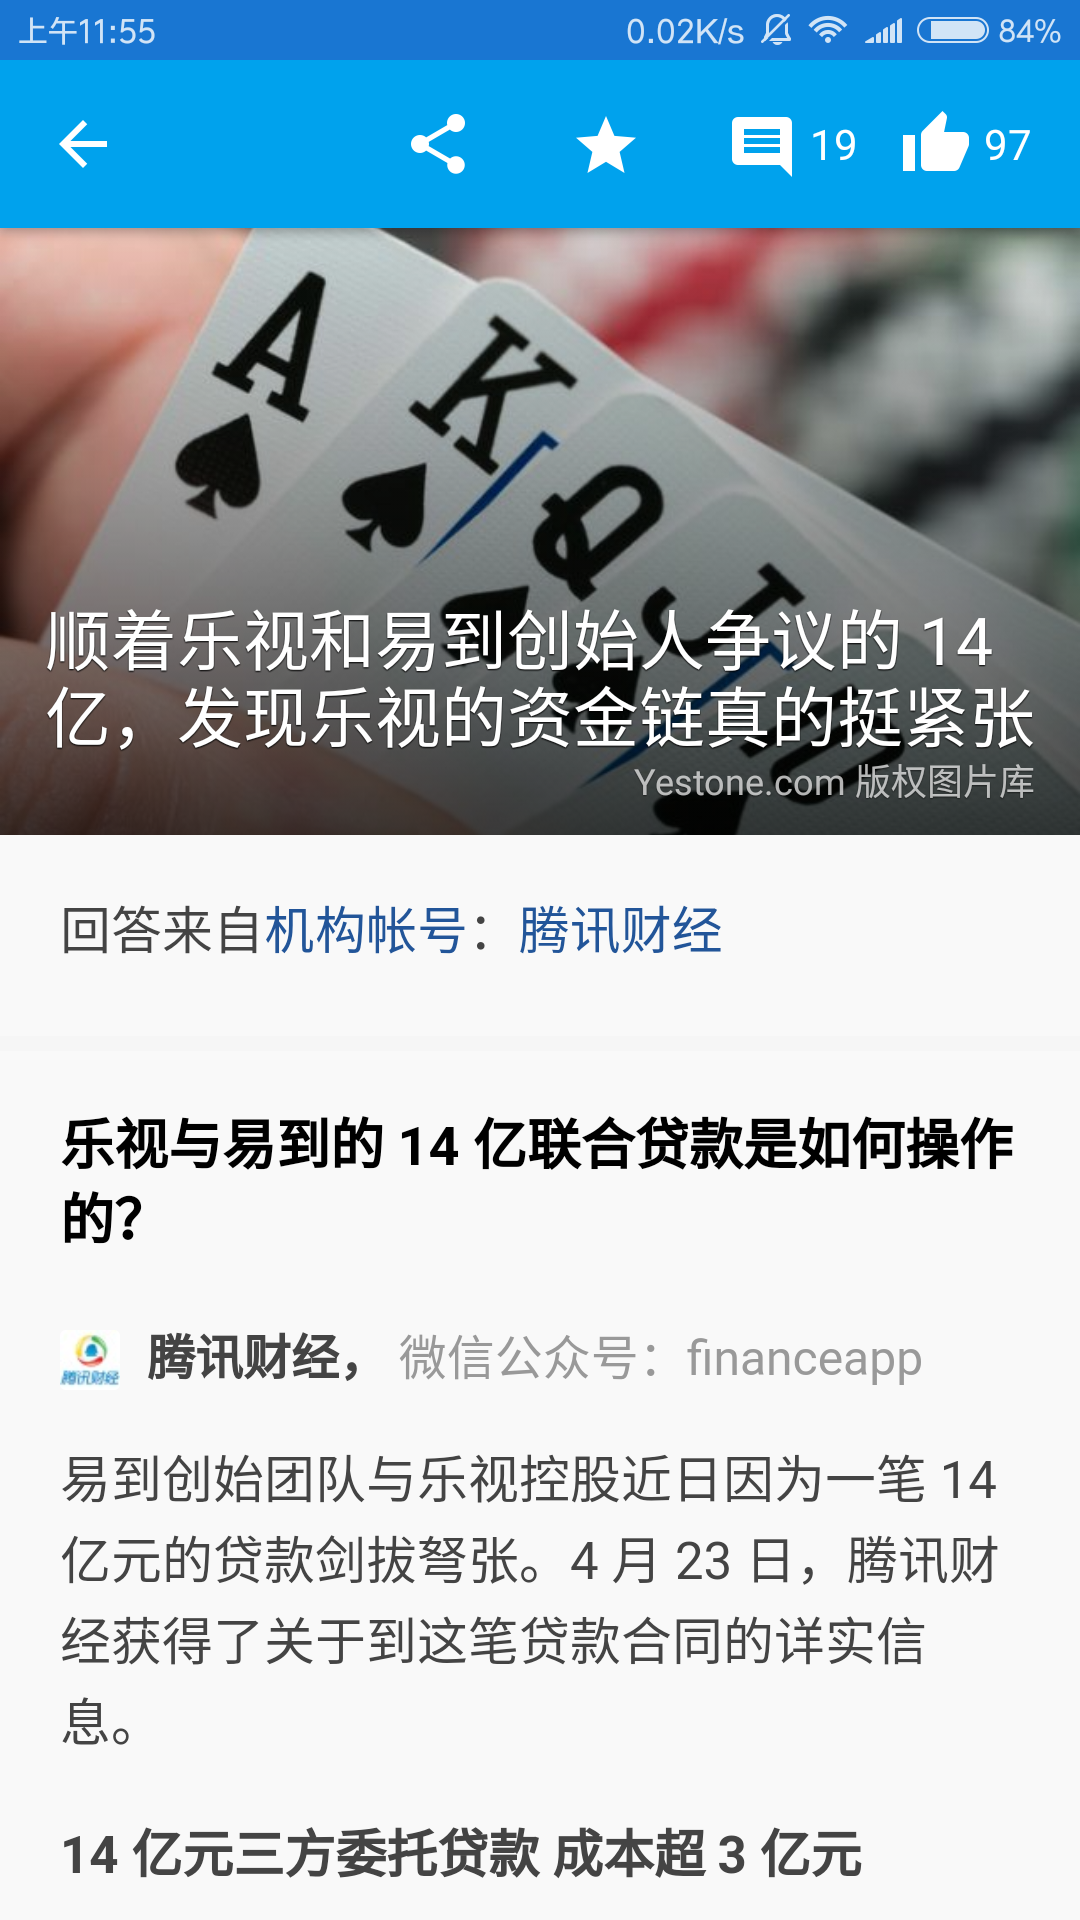 上午11:55
0.02K/s
84%
19
97
A
K
Q
J
10
顺着乐视和易到创始人争议的 14
亿，发现乐视的资金链真的挺紧张
Yestone.com 版权图片库
回答来自机构帐号：腾讯财经
乐视与易到的 14 亿联合贷款是如何操作
的？
腾讯财经
腾讯财经， 微信公众号：financeapp
易到创始团队与乐视控股近日因为一笔 14
亿元的贷款剑拔弩张。4 月 23 日，腾讯财
经获得了关于到这笔贷款合同的详实信
息。
14 亿元三方委托贷款 成本超 3 亿元